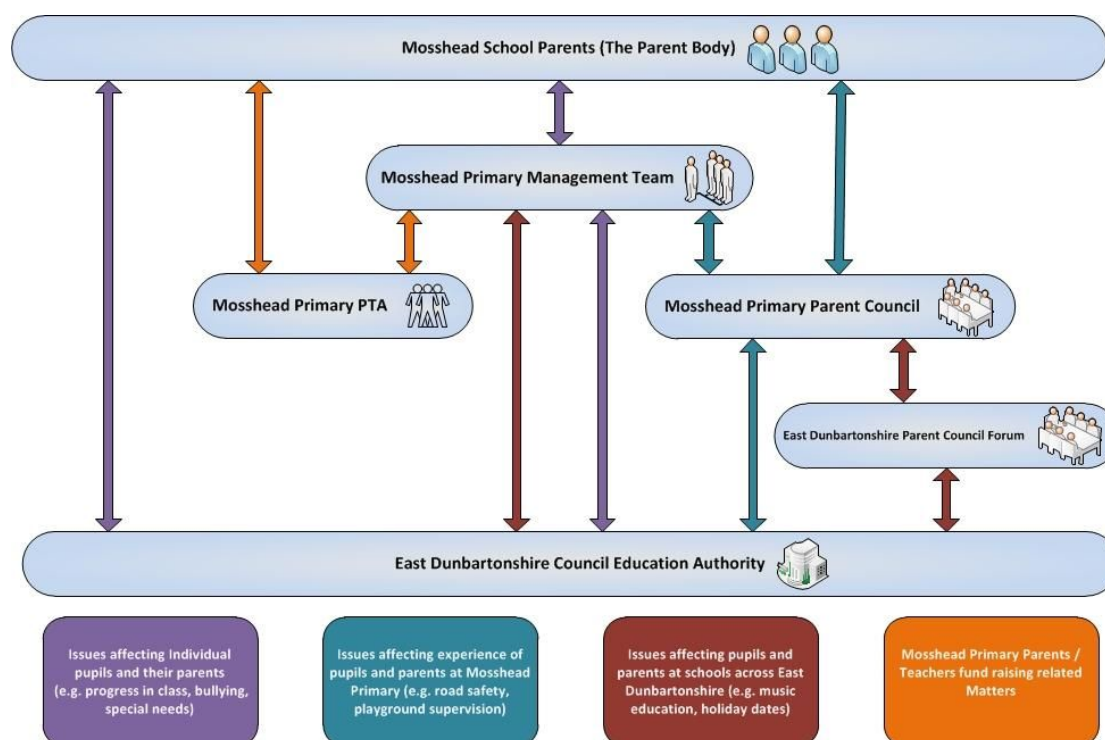 Mosshead School Parents (The Parent Body)
Mosshead Primary Management Team
Mosshead Primary PTA
Mosshead Primary Parent Council
East Dunbartonshire Parent Council Forum
East Dunbartonshire Council Education Authority
Issues affecting Individual
pupils and their parents
(e.g. progress in class, bullying,
special needs)
Issues affecting experience of
pupils and parents at Mosshead
Primary (e.g. road safety,
playground supervision)
Issues affecting pupils and
parents at schools across East
Dunbartonshire (e.g. music
education, holiday dates)
Mosshead Primary Parents /
Teachers fund raising related
Matters